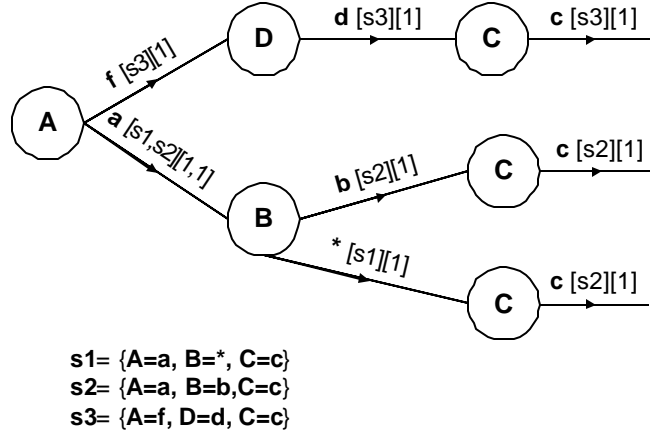 d [s3][1]
c [s3][1]
D
C
f [s3][1]
A
a [s1,s2][1,1]
b [s2][1]
c [s2][1]
C
B
* [s1][1]
c [s2][1]
C
s1= {A=a, B=*, C=c}
s2= {A=a, B=b,C=c}
s3= {A=f, D=d, C=c}